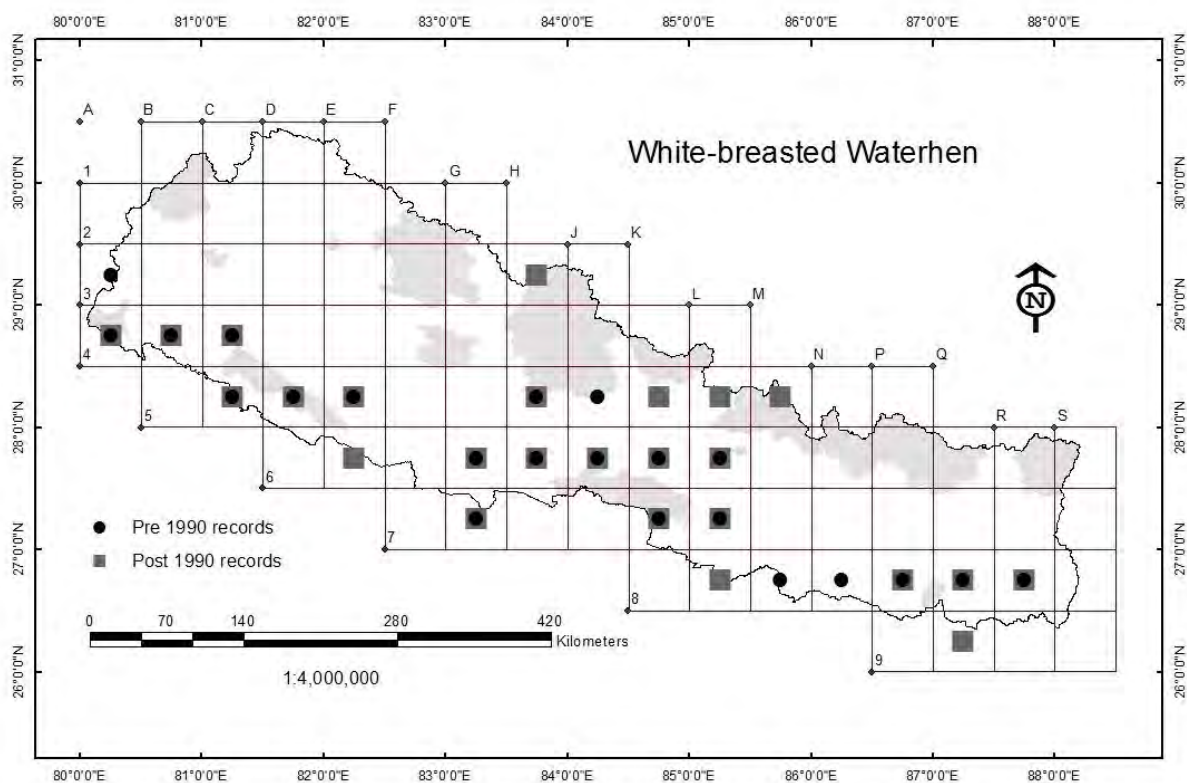 80°0'0"E 81°0'0"E 82°0'0"E 83°0'0"E 84°0'0"E 85°0'0"E 86°0'0"E 87°0'0"E 88°0'0"E
31°0'0"N
31°0'0"N
A B C D E F
White-breasted Waterhen
1 G H
30°0'0"N
30°0'0"N
2 J K
3 L M
29°0'0"N
29°0'0"N
N
4 N P Q
5 R S
28°0'0"N
28°0'0"N
6
Pre 1990 records
Post 1990 records
7
27°0'0"N
27°0'0"N
8
0 70 140 280 420
Kilometers
1:4,000,000
9
26°0'0"N
26°0'0"N
80°0'0"E 81°0'0"E 82°0'0"E 83°0'0"E 84°0'0"E 85°0'0"E 86°0'0"E 87°0'0"E 88°0'0"E